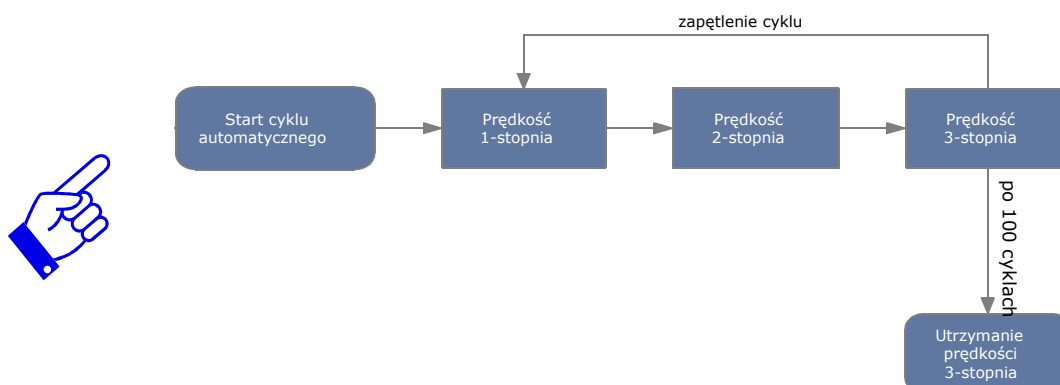 zapętlenie cyklu
Start cyklu
automatycznego
Prędkość
1-stopnia
Prędkość
2-stopnia
Prędkość
3-stopnia
po 100 cyklach
Utrzymanie
prędkości
3-stopnia